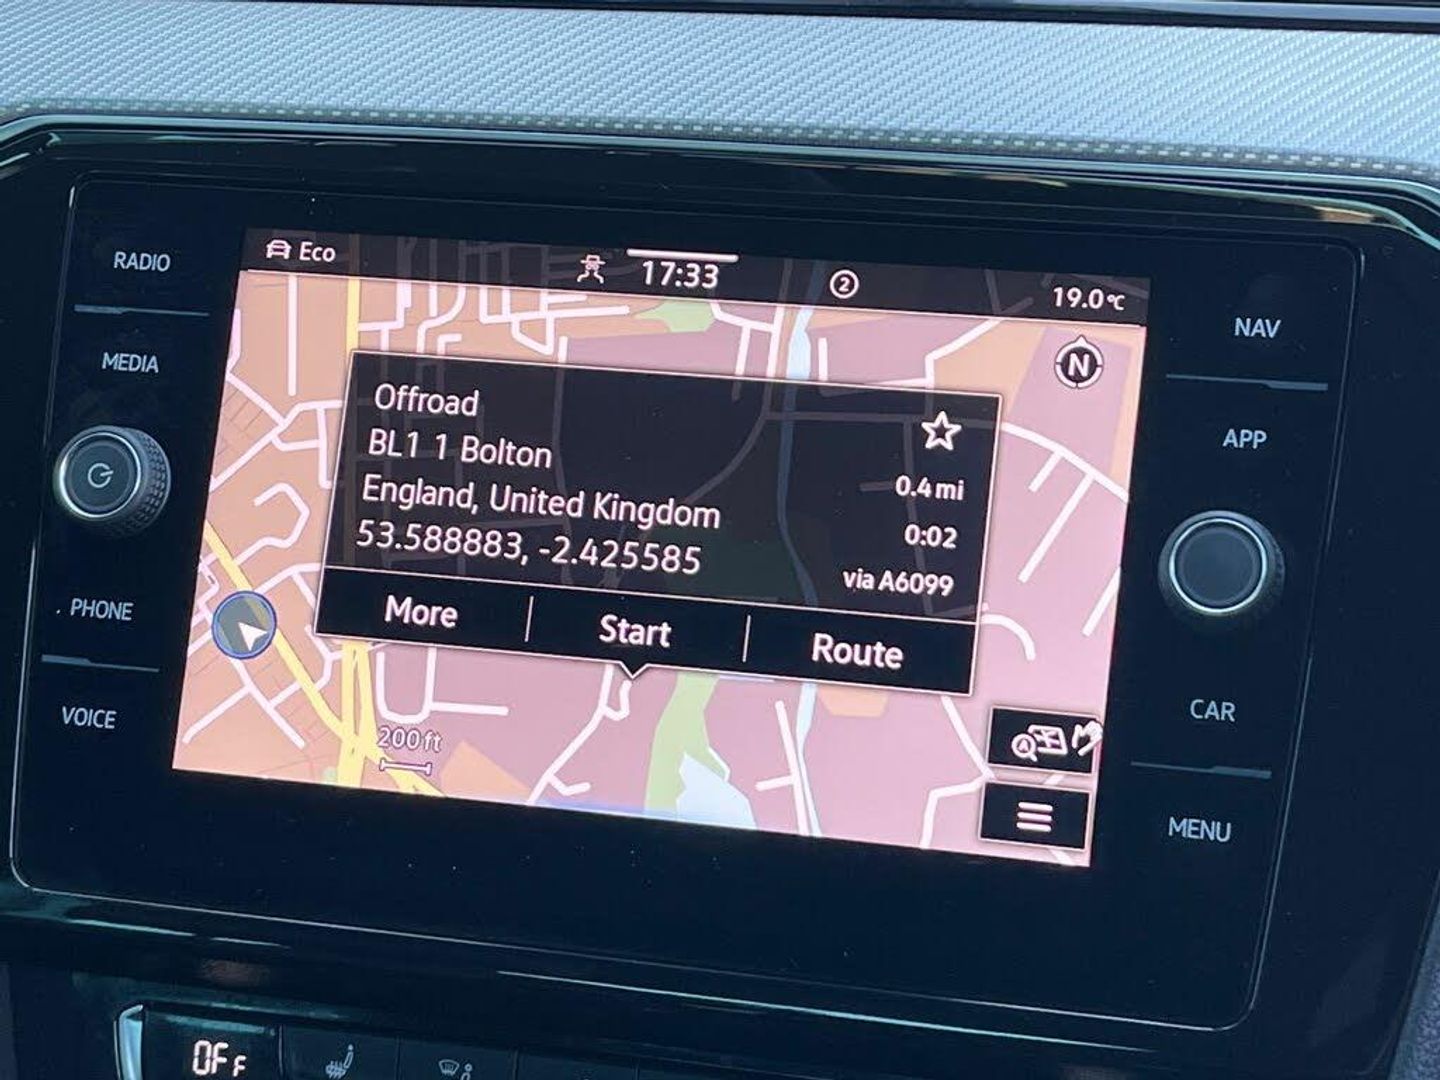 RADIO
MEDIA
PHONE
VOICE
Eco
17:33
2
19.0°C
N
Offroad
BL1 1 Bolton
England, United Kingdom
53.588883, -2.425585
0.4 mi
0:02
via A6099
More
Start
Route
200 ft
A
NAV
APP
CAR
MENU
OFF